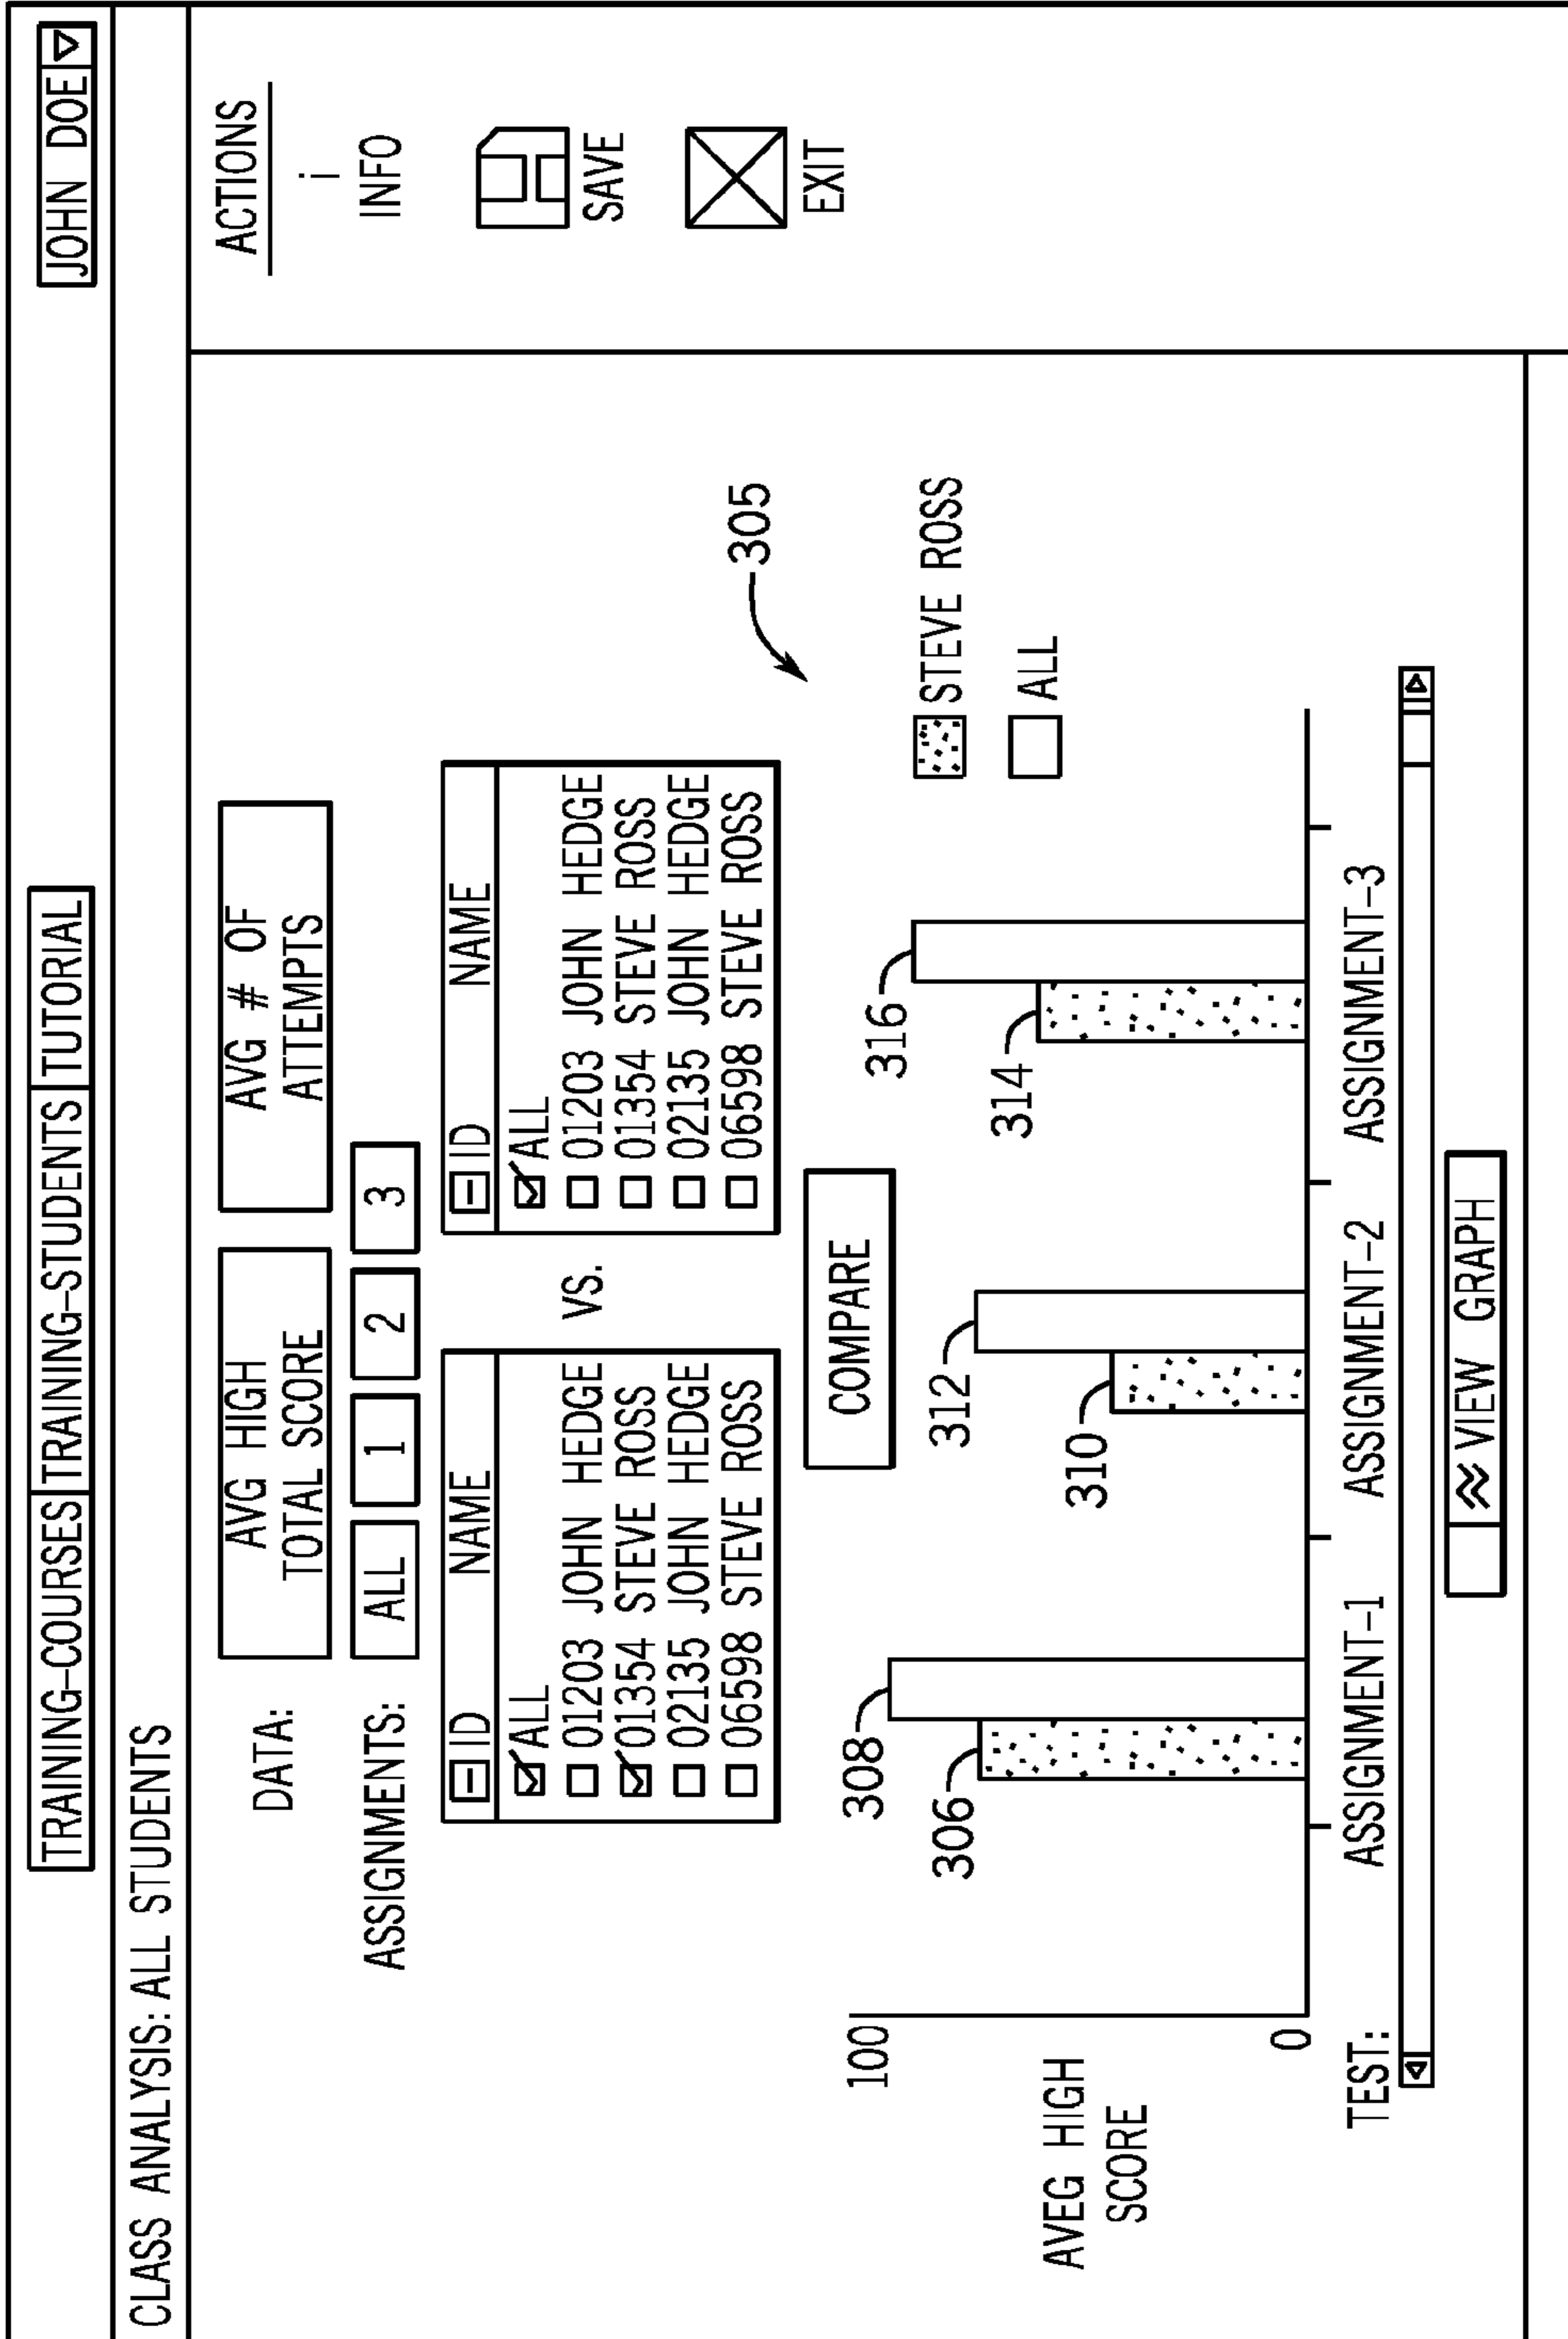 TRAINING-COURSES TRAINING-STUDENTS TUTORIAL
JOHN DOE
CLASS ANALYSIS: ALL STUDENTS
DATA:
AVG HIGH
TOTAL SCORE
AVG # OF
ATTEMPTS
ASSIGNMENTS:
ALL 1 2 3
ID NAME
ALL
01203 JOHN HEDGE
01354 STEVE ROSS
02135 JOHN HEDGE
06598 STEVE ROSS
VS.
ID NAME
ALL
01203 JOHN HEDGE
01354 STEVE ROSS
02135 JOHN HEDGE
06598 STEVE ROSS
COMPARE
305
STEVE ROSS
ALL
AVEG HIGH
SCORE
100
0
308
306
312
310
316
314
TEST:
ASSIGNMENT-1 ASSIGNMENT-2 ASSIGNMENT-3
VIEW GRAPH
ACTIONS
i
INFO
SAVE
EXIT